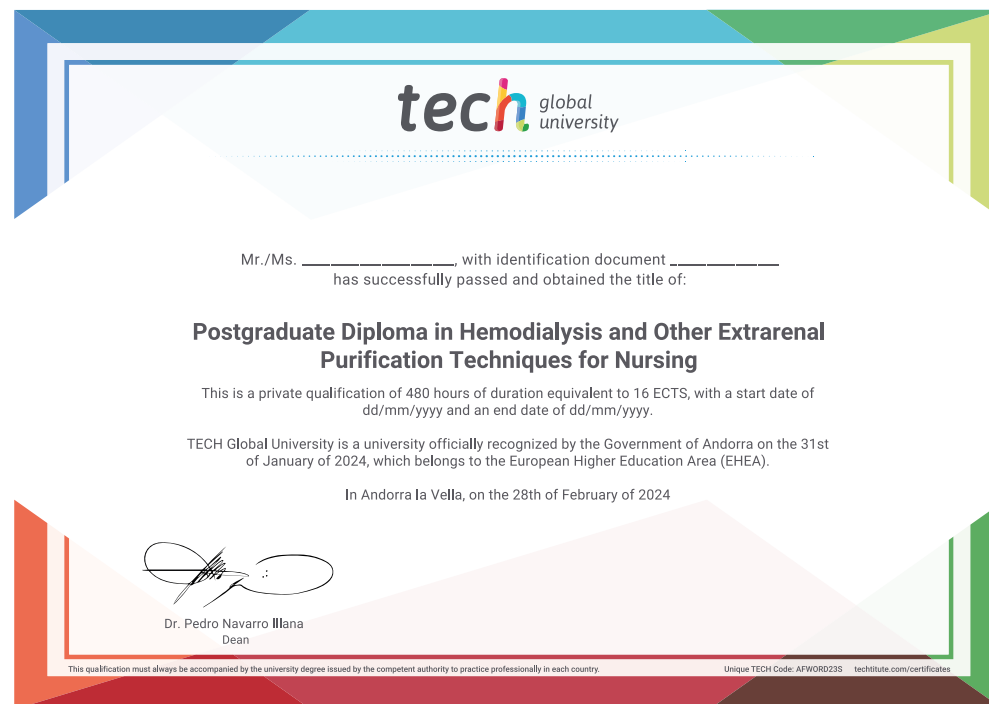 tech global university
Mr./Ms. ________________, with identification document ____________
has successfully passed and obtained the title of:
Postgraduate Diploma in Hemodialysis and Other Extrarenal
Purification Techniques for Nursing
This is a private qualification of 480 hours of duration equivalent to 16 ECTS, with a start date of
dd/mm/yyyy and an end date of dd/mm/yyyy.
TECH Global University is a university officially recognized by the Government of Andorra on the 31st
of January of 2024, which belongs to the European Higher Education Area (EHEA).
In Andorra la Vella, on the 28th of February of 2024
Dr. Pedro Navarro Illana
Dean
This qualification must always be accompanied by the university degree issued by the competent authority to practice professionally in each country.
Unique TECH Code: AFWORD23S techtitute.com/certificates